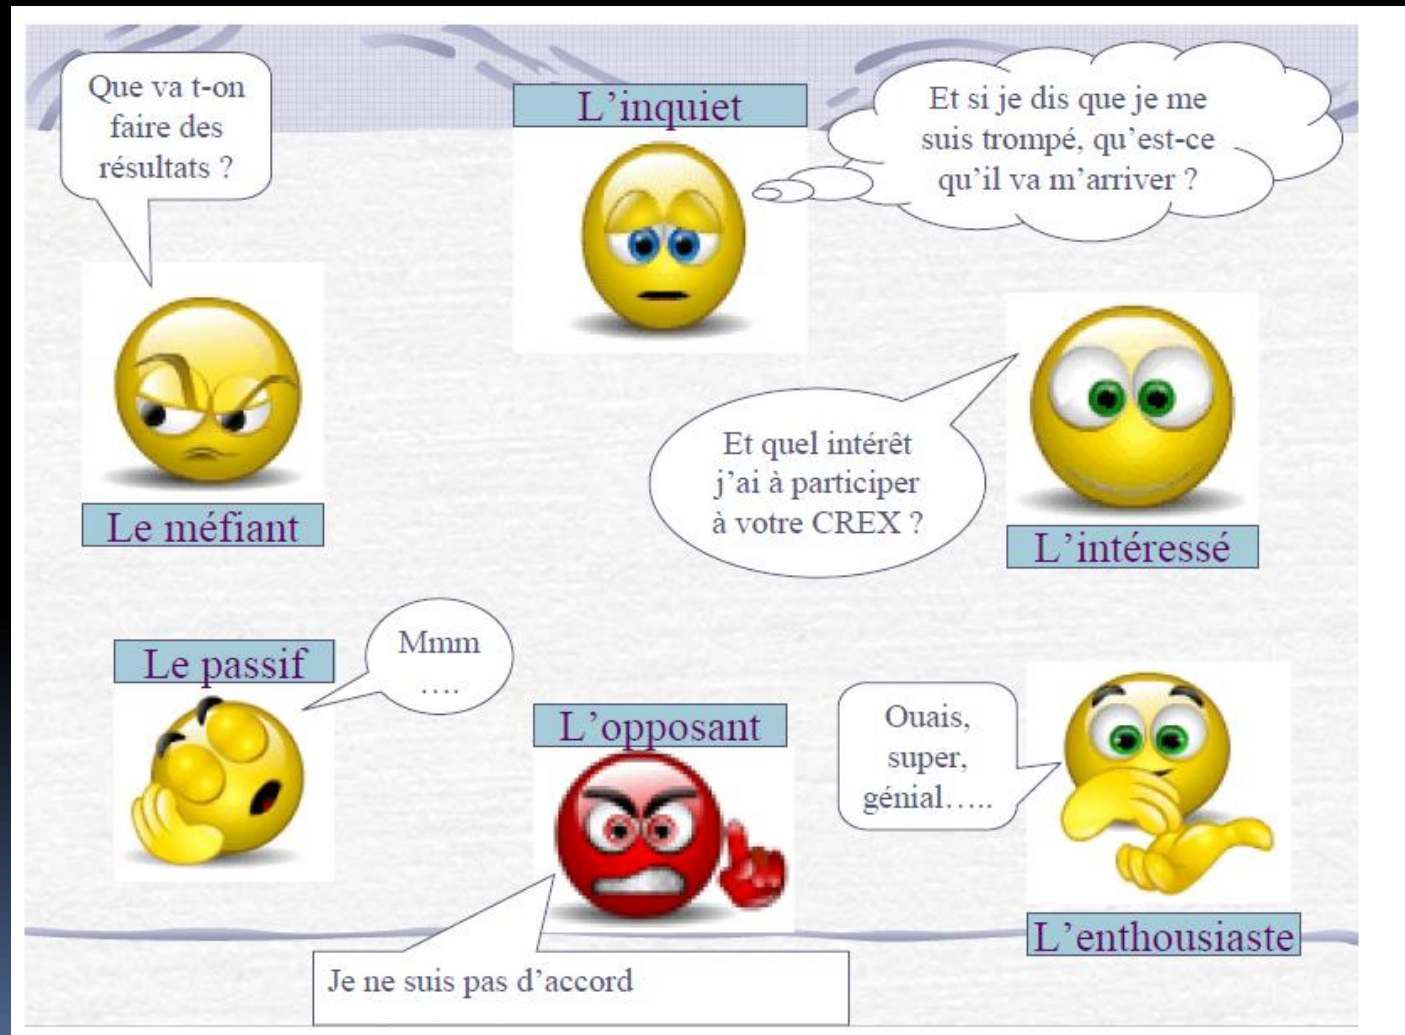 Que va t-on
faire des
résultats ?
L'inquiet
Et si je dis que je me
suis trompé, qu'est-ce
qu'il va m'arriver ?
Le méfiant
Et quel intérêt
j'ai à participer
à votre CREX ?
L'intéressé
Le passif
Mmm
....
L'opposant
Ouais,
super,
génial.....
L'enthousiaste
Je ne suis pas d'accord